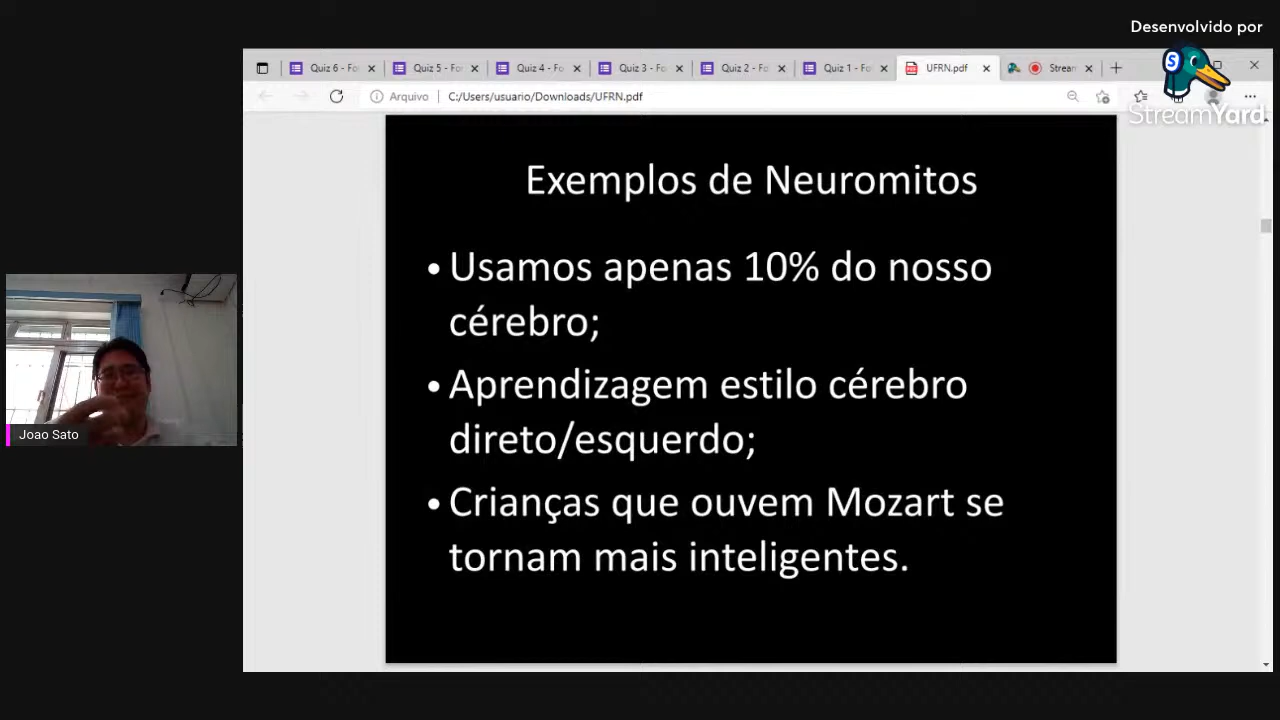 Desenvolvido por
StreamYard
Quiz 6 - Fo
Quiz 5 - Fo
Quiz 4 - Fo
Quiz 3 - Fo
Quiz 2 - Fo
Quiz 1 - Fo
UFRN.pdf
Stream
Arquivo
C:/Users/usuario/Downloads/UFRN.pdf
Exemplos de Neuromitos
• Usamos apenas 10% do nosso
cérebro;
• Aprendizagem estilo cérebro
direto/esquerdo;
• Crianças que ouvem Mozart se
tornam mais inteligentes.
Joao Sato